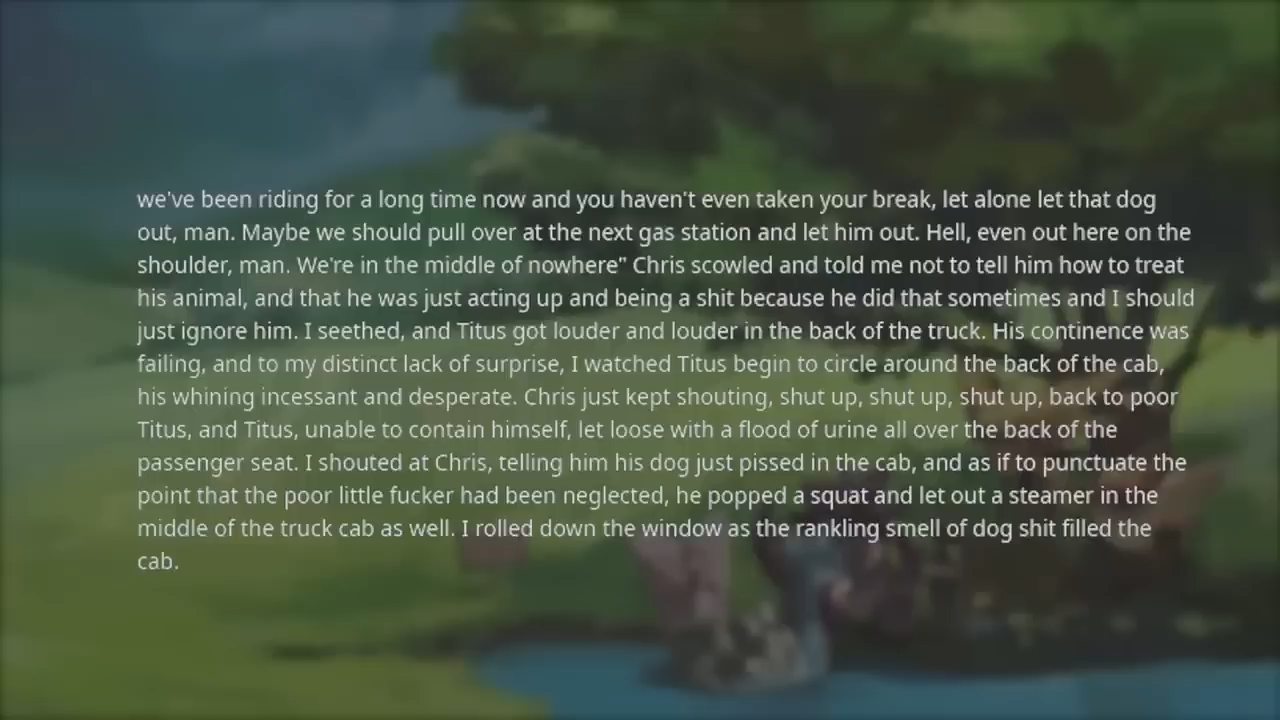 we've been riding for a long time now and you haven't even taken your break, let alone let that dog
out, man. Maybe we should pull over at the next gas station and let him out. Hell, even out here on the
shoulder, man. We're in the middle of nowhere" Chris scowled and told me not to tell him how to treat
his animal, and that he was just acting up and being a shit because he did that sometimes and I should
just ignore him. I seethed, and Titus got louder and louder in the back of the truck. His continence was
failing, and to my distinct lack of surprise, I watched Titus begin to circle around the back of the cab,
his whining incessant and desperate. Chris just kept shouting, shut up, shut up, shut up, back to poor
Titus, and Titus, unable to contain himself, let loose with a flood of urine all over the back of the
passenger seat. I shouted at Chris, telling him his dog just pissed in the cab, and as if to punctuate the
point that the poor little fucker had been neglected, he popped a squat and let out a steamer in the
middle of the truck cab as well. I rolled down the window as the rankling smell of dog shit filled the
cab.